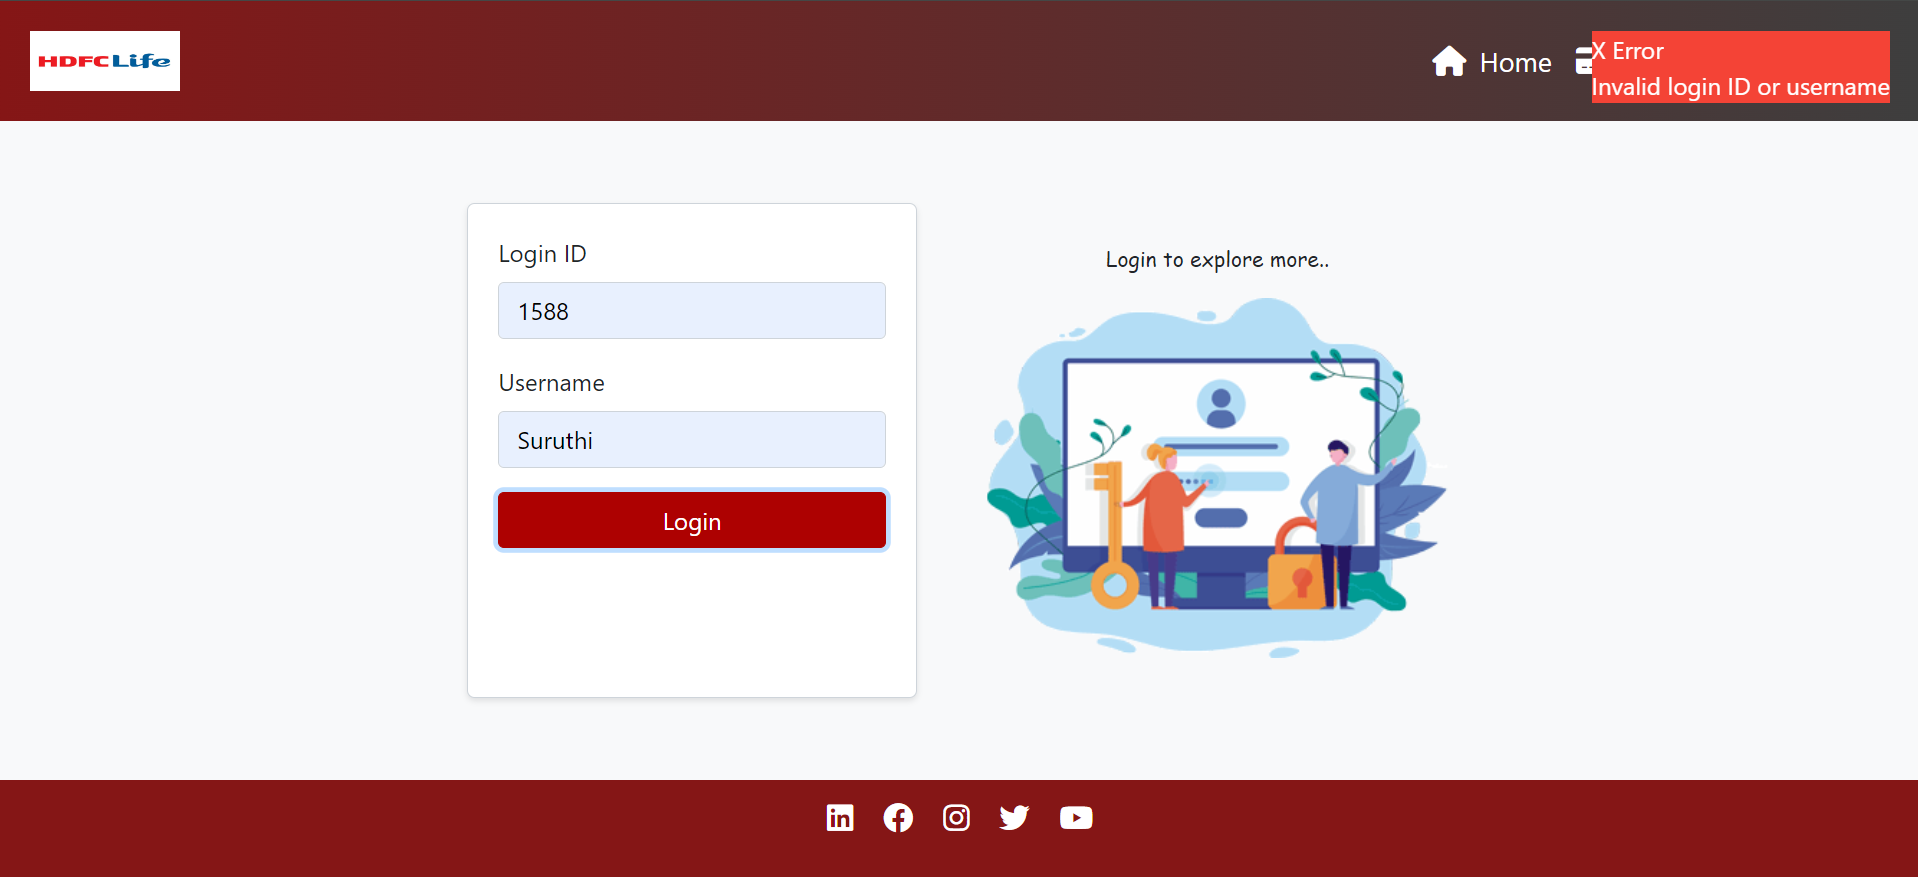 HDFC Life
Home
X Error
Invalid login ID or username
Login ID
1588
Username
Suruthi
Login
Login to explore more..